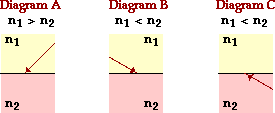 Diagram A
n1 > n2
n1
n2
Diagram B
n1 < n2
n1
n2
Diagram C
n1 < n2
n1
n2